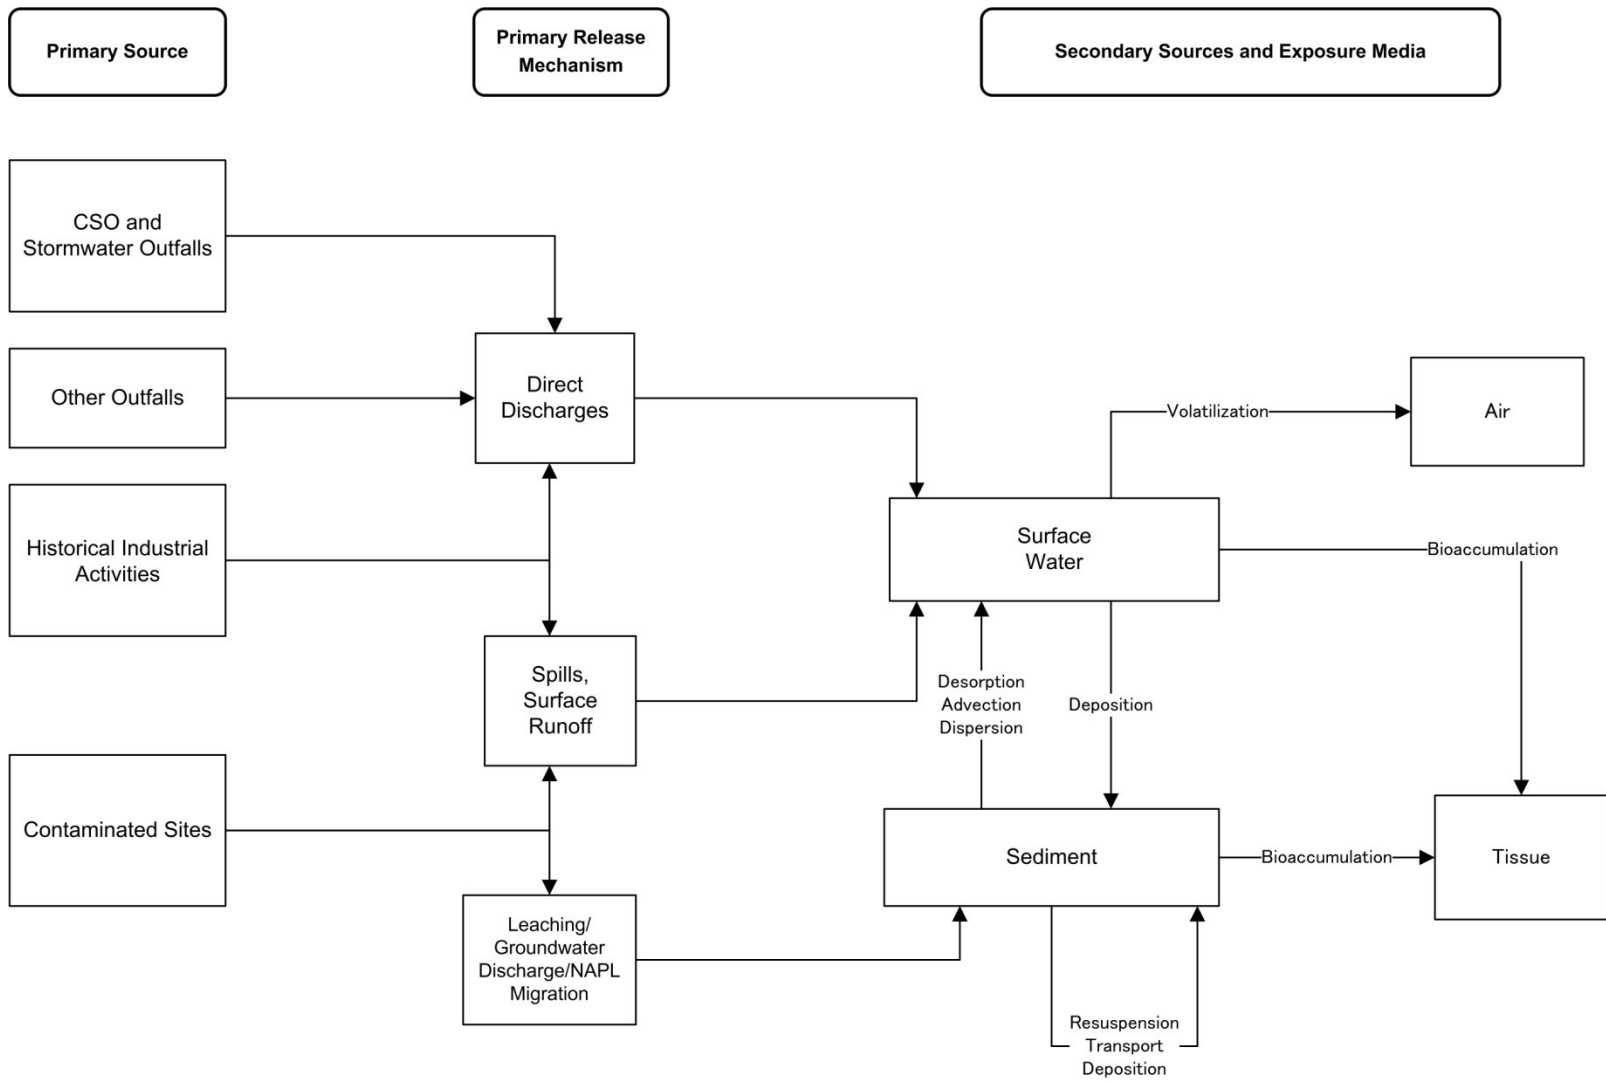 Primary Source
Primary Release
Mechanism
Secondary Sources and Exposure Media
CSO and
Stormwater Outfalls
Other Outfalls
Direct
Discharges
Volatilization
Air
Historical Industrial
Activities
Surface
Water
Bioaccumulation
Spills,
Surface
Runoff
Desorption
Advection
Dispersion
Deposition
Contaminated Sites
Sediment
Bioaccumulation
Tissue
Leaching/
Groundwater
Discharge/NAPL
Migration
Resuspension
Transport
Deposition